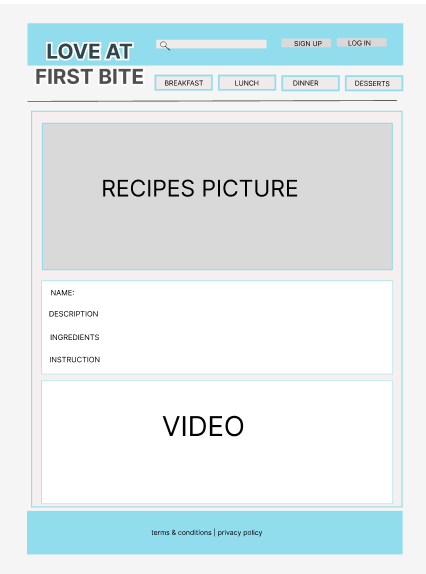 LOVE AT
FIRST BITE
SIGN UP
LOG IN
BREAKFAST
LUNCH
DINNER
DESSERTS
RECIPES PICTURE
NAME:
DESCRIPTION
INGREDIENTS
INSTRUCTION
VIDEO
terms & conditions | privacy policy